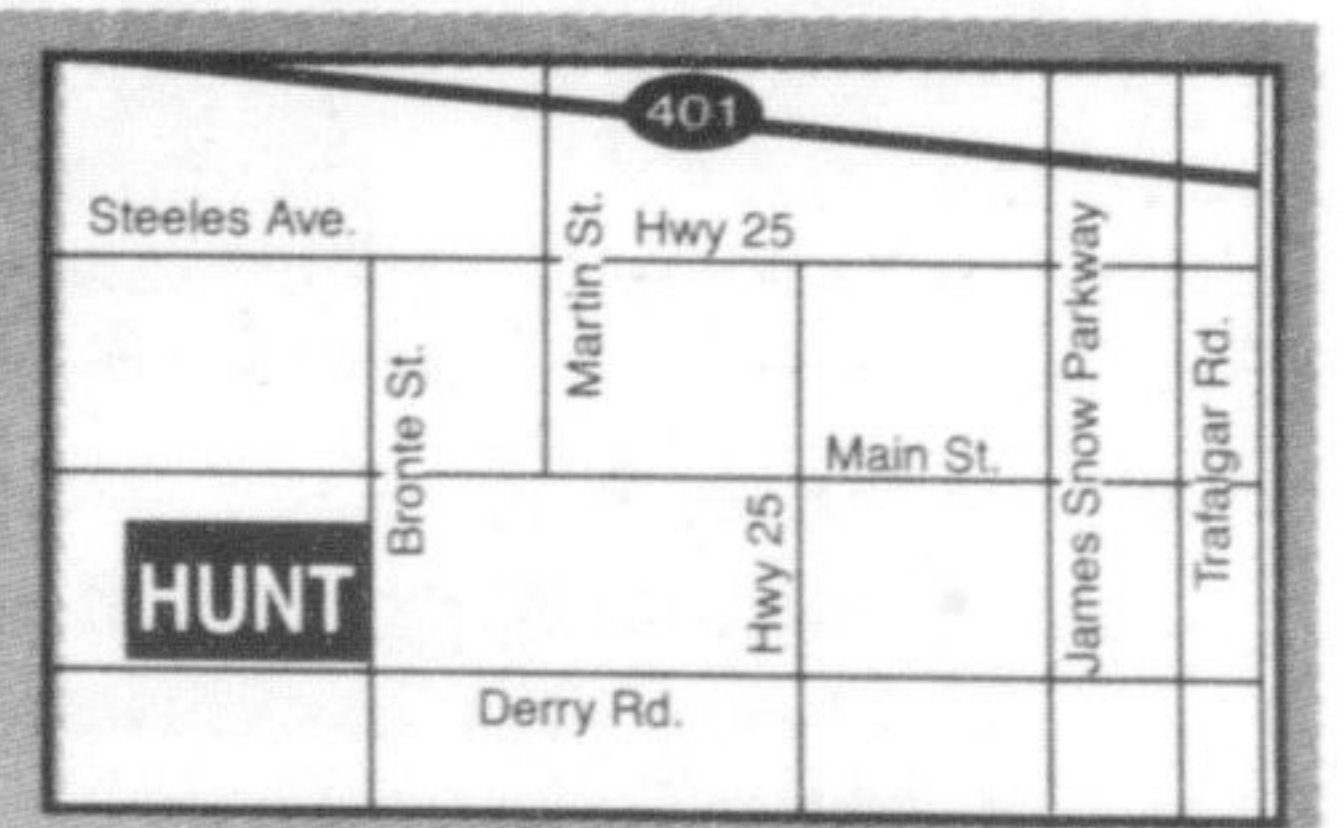 401
Steeles Ave.
Martin St.
Hwy 25
James Snow Parkway
Trafalgar Rd.
Bronte St.
Main St.
HUNT
Hwy 25
Derry Rd.